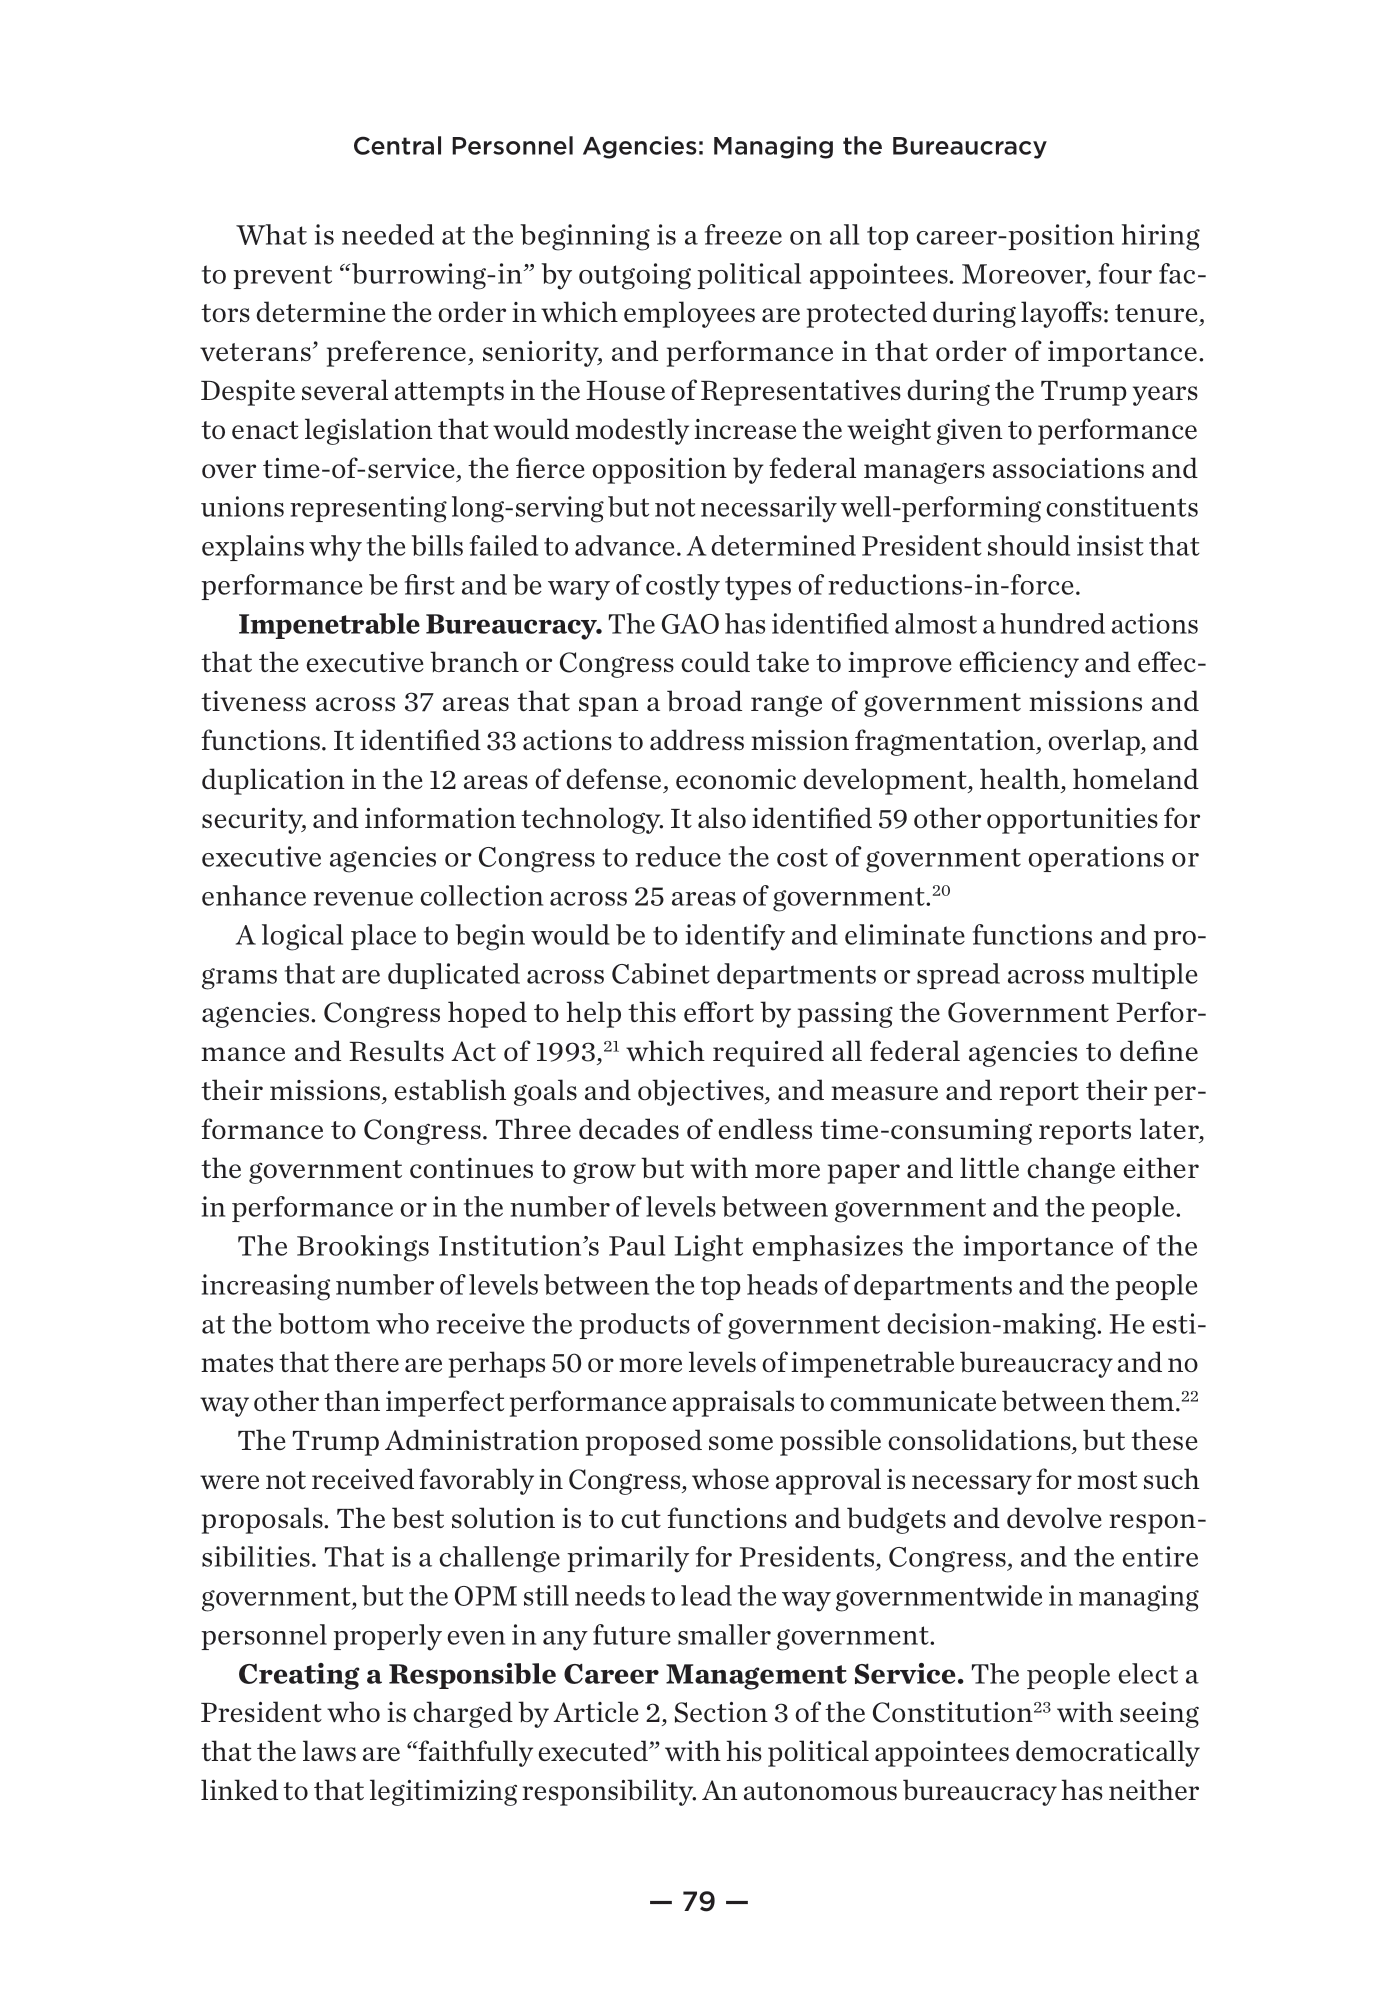 Central Personnel Agencies: Managing the Bureaucracy
What is needed at the beginning is a freeze on all top career-position hiring
to prevent “burrowing-in” by outgoing political appointees. Moreover, four fac-
tors determine the order in which employees are protected during layoffs: tenure,
veterans’ preference, seniority, and performance in that order of importance.
Despite several attempts in the House of Representatives during the Trump years
to enact legislation that would modestly increase the weight given to performance
over time-of-service, the fierce opposition by federal managers associations and
unions representing long-serving but not necessarily well-performing constituents
explains why the bills failed to advance. A determined President should insist that
performance be first and be wary of costly types of reductions-in-force.
Impenetrable Bureaucracy. The GAO has identified almost a hundred actions
that the executive branch or Congress could take to improve efficiency and effec-
tiveness across 37 areas that span a broad range of government missions and
functions. It identified 33 actions to address mission fragmentation, overlap, and
duplication in the 12 areas of defense, economic development, health, homeland
security, and information technology. It also identified 59 other opportunities for
executive agencies or Congress to reduce the cost of government operations or
enhance revenue collection across 25 areas of government.20
A logical place to begin would be to identify and eliminate functions and pro-
grams that are duplicated across Cabinet departments or spread across multiple
agencies. Congress hoped to help this effort by passing the Government Perfor-
mance and Results Act of 1993,21 which required all federal agencies to define
their missions, establish goals and objectives, and measure and report their per-
formance to Congress. Three decades of endless time-consuming reports later,
the government continues to grow but with more paper and little change either
in performance or in the number of levels between government and the people.
The Brookings Institution’s Paul Light emphasizes the importance of the
increasing number of levels between the top heads of departments and the people
at the bottom who receive the products of government decision-making. He esti-
mates that there are perhaps 50 or more levels of impenetrable bureaucracy and no
way other than imperfect performance appraisals to communicate between them.22
The Trump Administration proposed some possible consolidations, but these
were not received favorably in Congress, whose approval is necessary for most such
proposals. The best solution is to cut functions and budgets and devolve respon-
sibilities. That is a challenge primarily for Presidents, Congress, and the entire
government, but the OPM still needs to lead the way governmentwide in managing
personnel properly even in any future smaller government.
Creating a Responsible Career Management Service. The people elect a
President who is charged by Article 2, Section 3 of the Constitution23 with seeing
that the laws are “faithfully executed” with his political appointees democratically
linked to that legitimizing responsibility. An autonomous bureaucracy has neither
— 79 —